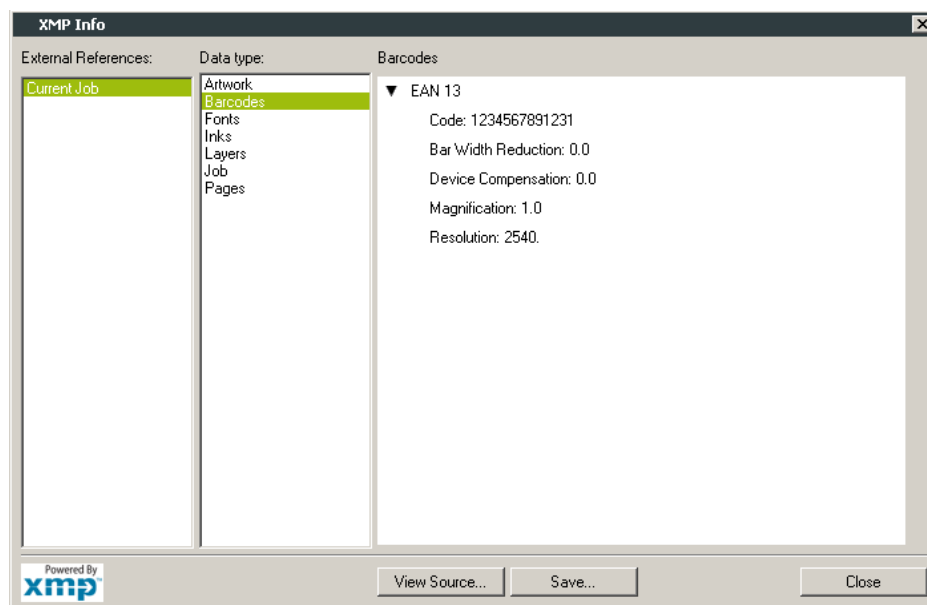 XMP Info
External References:
Data type:
Barcodes
Current Job
Artwork
Barcodes
Fonts
Inks
Layers
Job
Pages
▼ EAN 13
Code: 1234567891231
Bar Width Reduction: 0.0
Device Compensation: 0.0
Magnification: 1.0
Resolution: 2540.
Powered By
xmp™
View Source...
Save...
Close